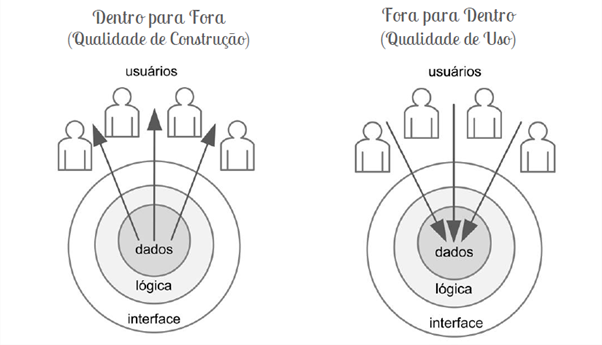 Dentro para Fora
(Qualidade de Construção)
usuários
dados
lógica
interface
Fora para Dentro
(Qualidade de Uso)
usuários
dados
lógica
interface